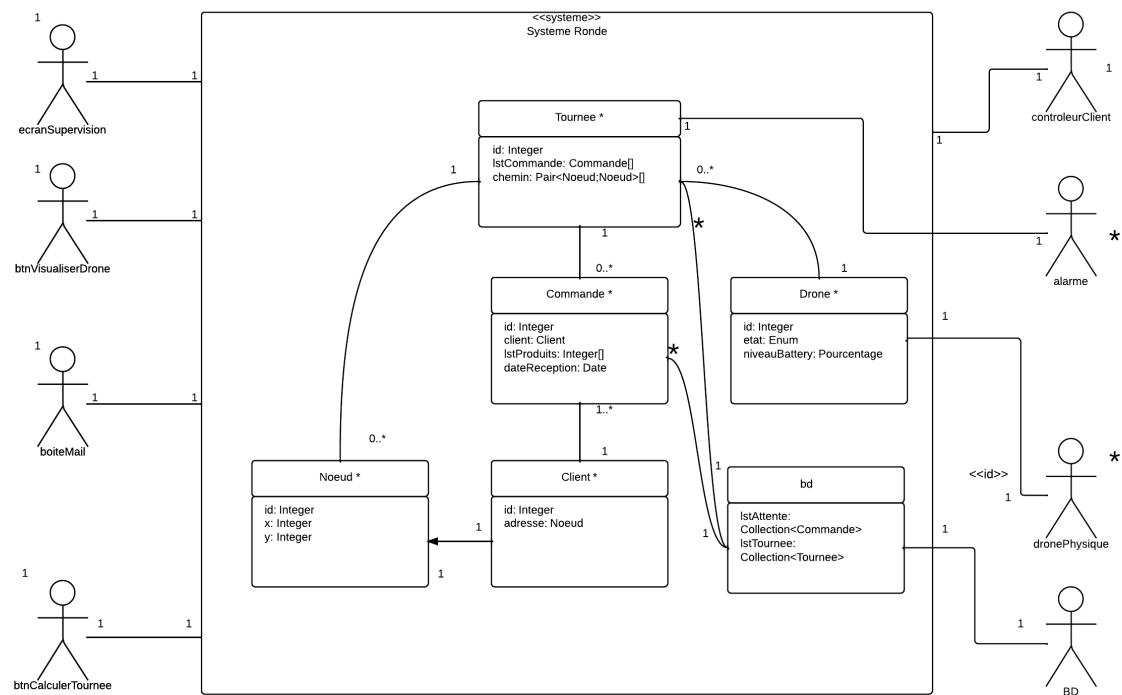 <<systeme>>
Systeme Ronde
1
1
1
ecranSupervision
1
1
1
btnVisualiserDrone
1
1
1
boiteMail
1
1
1
btnCalculerTournee
Tournee *
id: Integer
lstCommande: Commande[]
chemin: Pair<Noeud;Noeud>[]
1
1
0..*
*
1
0..*
Commande *
id: Integer
client: Client
lstProduits: Integer[]
dateReception: Date
*
1..*
1
Drone *
id: Integer
etat: Enum
niveauBattery: Pourcentage
1
1
0..*
Noeud *
id: Integer
x: Integer
y: Integer
1
1
Client *
id: Integer
adresse: Noeud
1
1
bd
lstAttente:
Collection<Commande>
lstTournee:
Collection<Tournee>
1
1
1
1
controleurClient
1
*
alarme
<<id>>
1
*
dronePhysique
1
1
BD